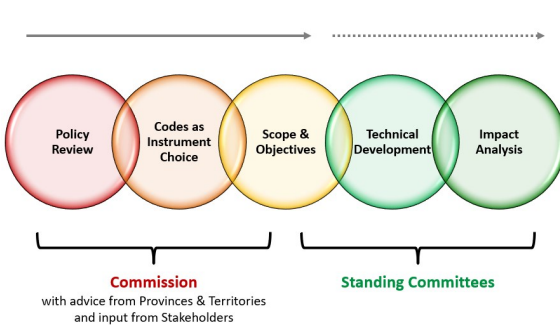 Policy
Review
Codes as
Instrument
Choice
Scope &
Objectives
Technical
Development
Impact
Analysis
Commission
with advice from Provinces & Territories
and input from Stakeholders
Standing Committees